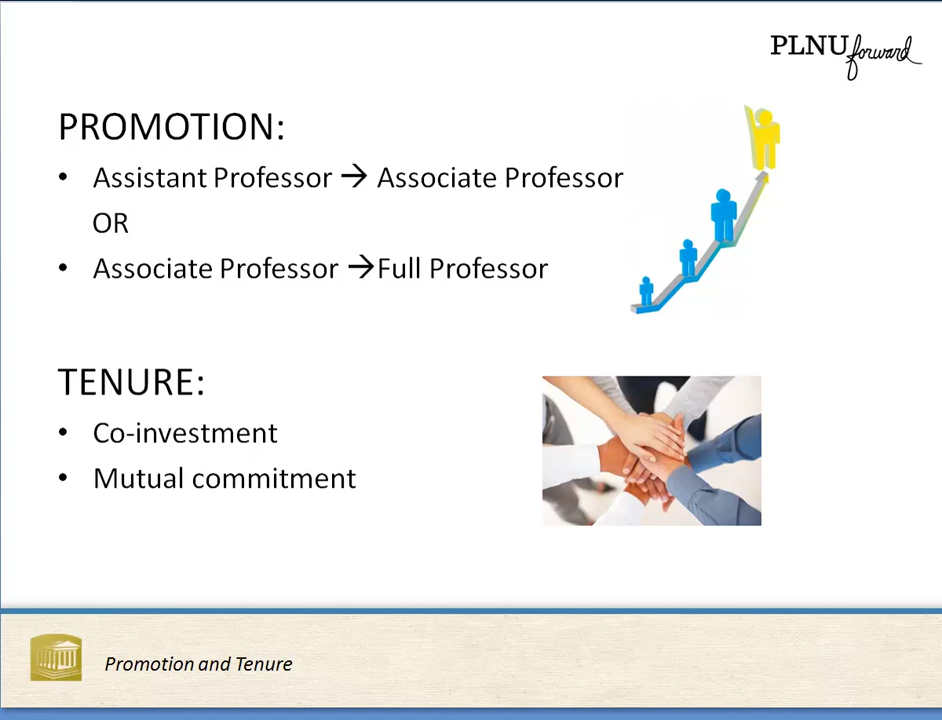 PLNU forward
PROMOTION:
• Assistant Professor → Associate Professor
OR
• Associate Professor →Full Professor
TENURE:
• Co-investment
• Mutual commitment
Promotion and Tenure